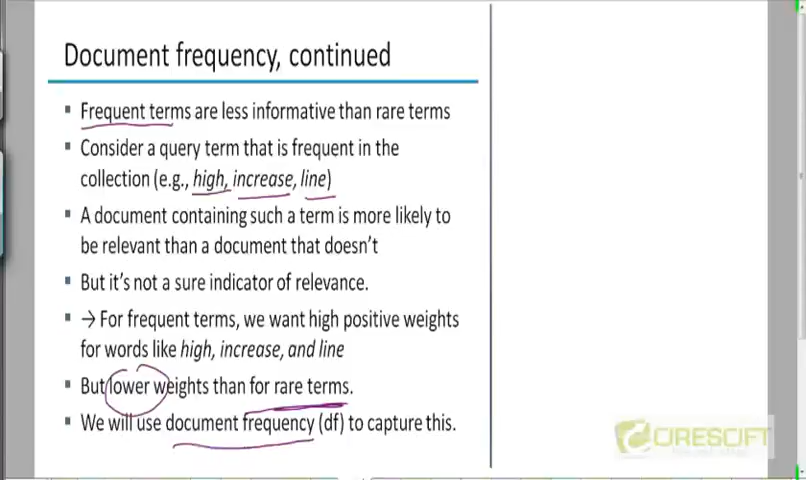 Document frequency, continued
▪ Frequent terms are less informative than rare terms
▪ Consider a query term that is frequent in the
collection (e.g., high, increase, line)
▪ A document containing such a term is more likely to
be relevant than a document that doesn't
▪ But it's not a sure indicator of relevance.
▪ → For frequent terms, we want high positive weights
for words like high, increase, and line
▪ But lower weights than for rare terms.
▪ We will use document frequency (df) to capture this.